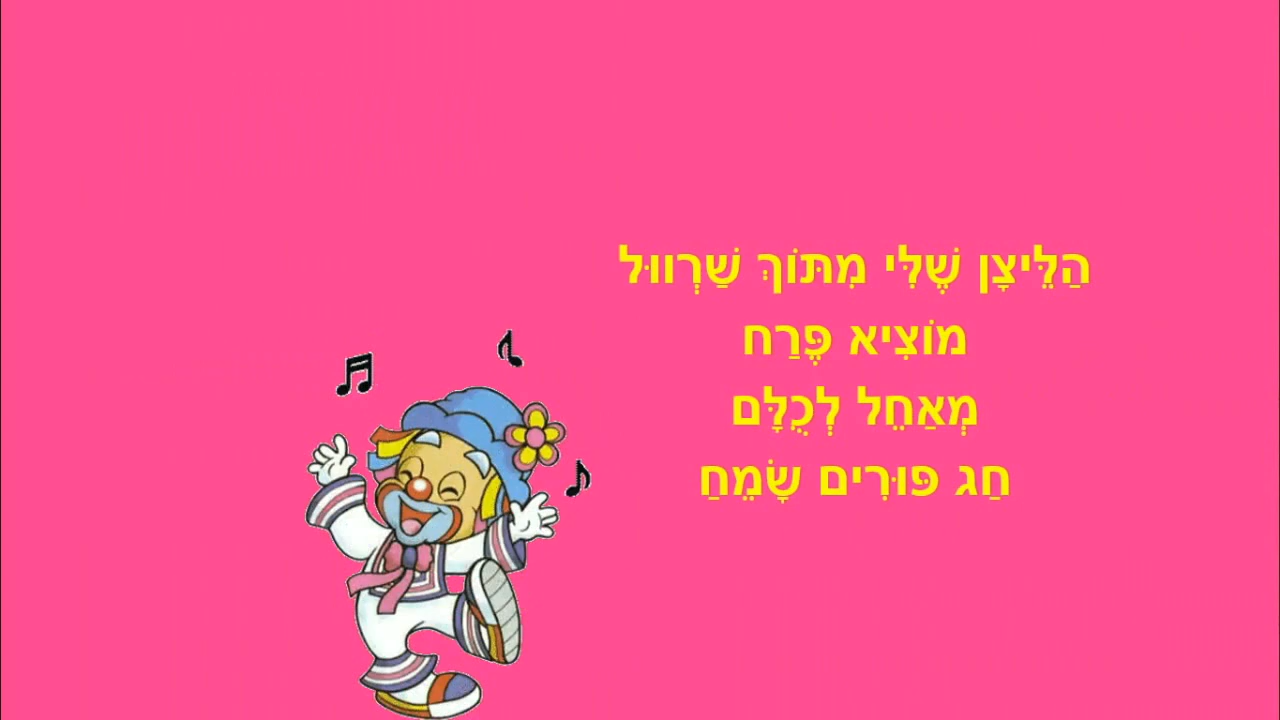 הַלֵּיצָן שֶׁלִּי מִתּוֹךְ שַׁרְווּל
מוֹצִיא פֶּרַח
מְאַחֵל לְכֻלָּם
חַג פּוּרִים שָׂמֵחַ